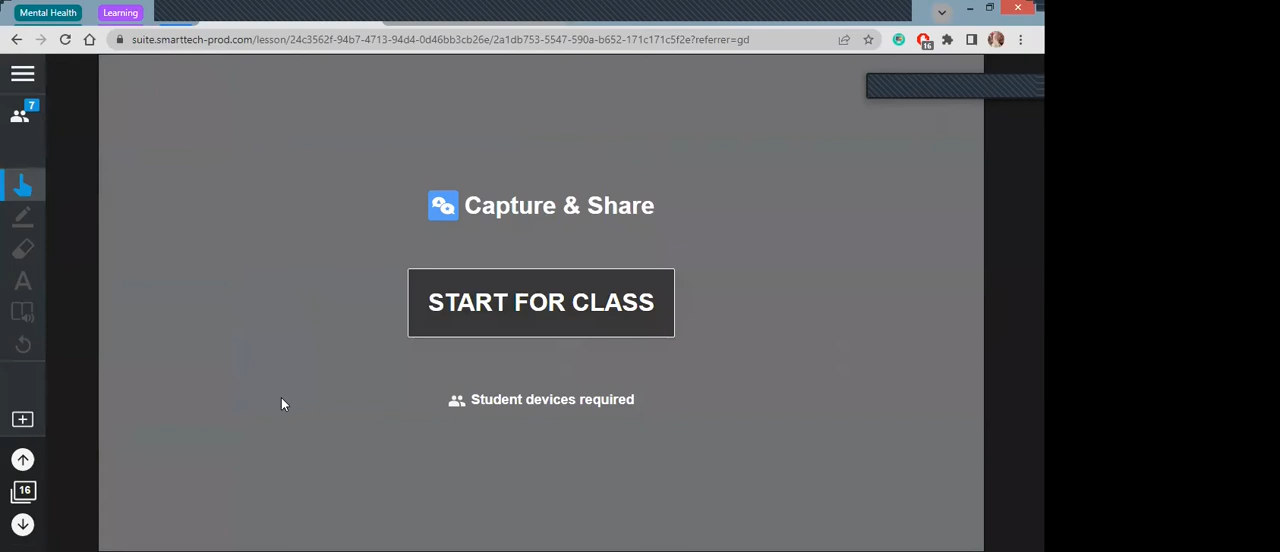 Mental Health
Learning
suite.smarttech-prod.com/lesson/24c3562f-94b7-4713-94d4-0d46bb3cb26e/2a1db753-5547-590a-b652-171c171c5f2e?referrer=gd
16
7
Capture & Share
START FOR CLASS
Student devices required
A
16